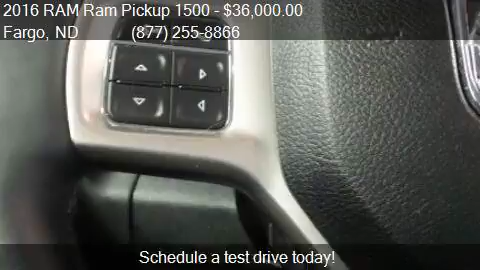 2016 RAM Ram Pickup 1500 - $36,000.00
Fargo, ND (877) 255-8866
Schedule a test drive today!